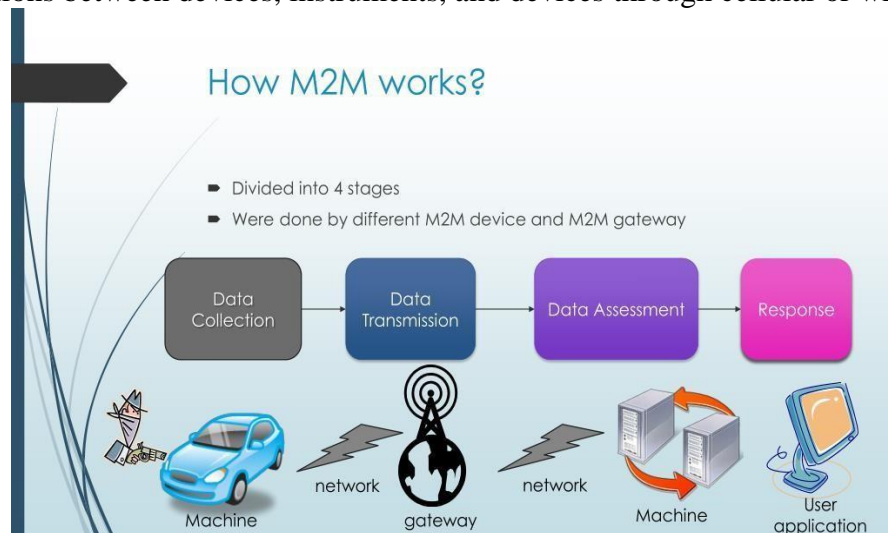 How M2M works?
Divided into 4 stages
Were done by different M2M device and M2M gateway
Data
Collection
Data
Transmission
Data Assessment
Response
network
network
Machine
gateway
Machine
User
application